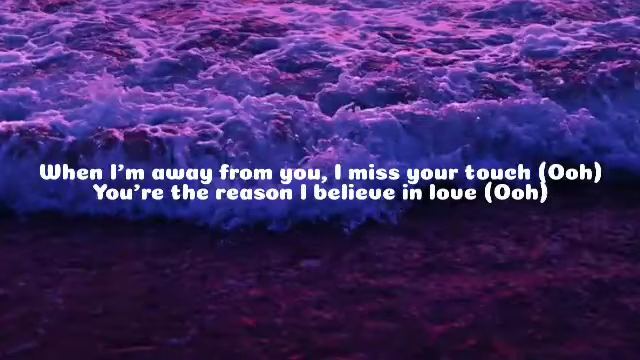 When I'm away from you, I miss your touch (Ooh)
You're the reason I believe in love (Ooh)